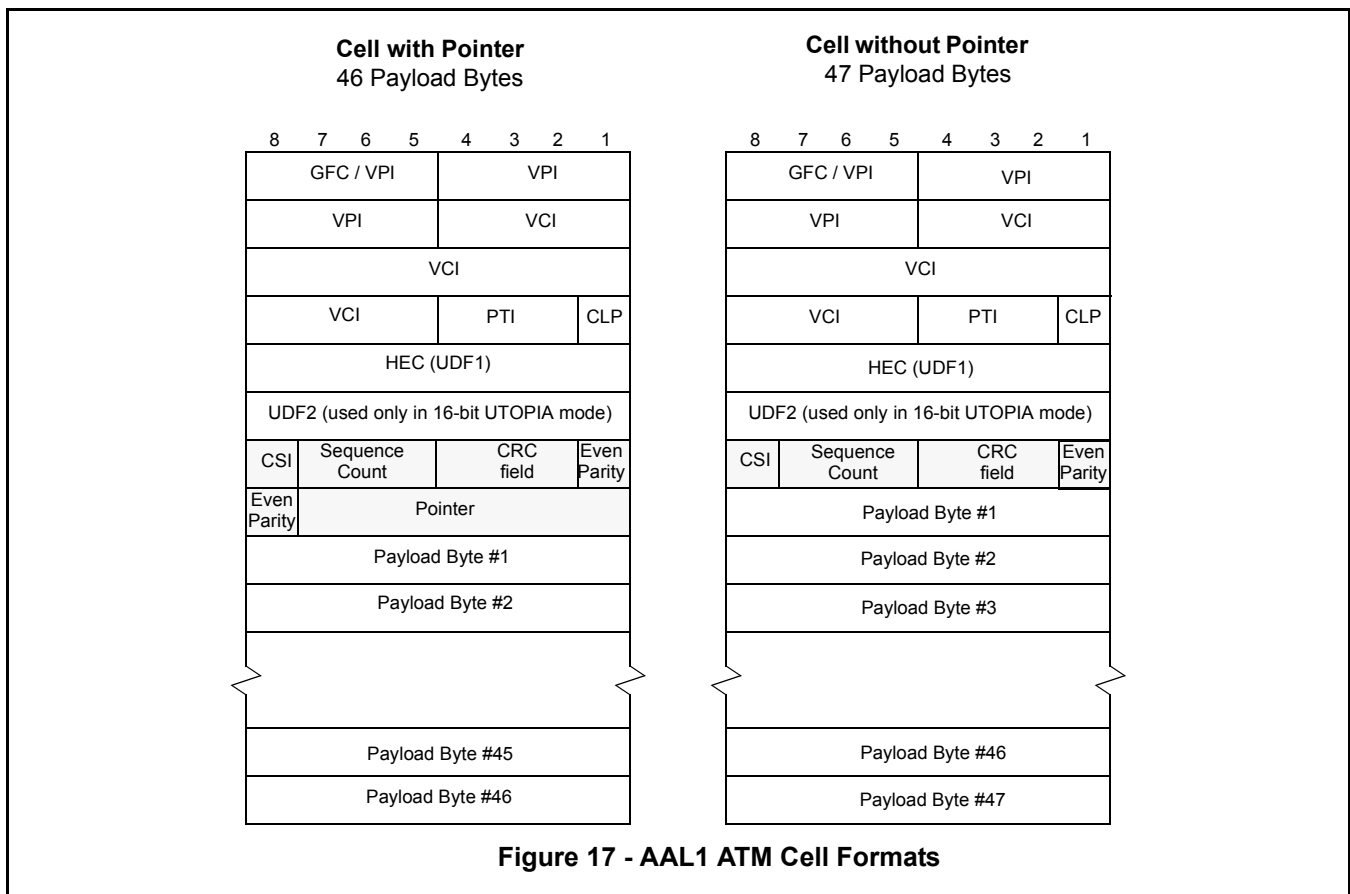 Cell with Pointer
46 Payload Bytes
8 7 6 5 4 3 2 1
GFC / VPI VPI
VPI VCI
VCI
VCI PTI CLP
HEC (UDF1)
UDF2 (used only in 16-bit UTOPIA mode)
CSI Sequence Count CRC field Even Parity
Even Parity Pointer
Payload Byte #1
Payload Byte #2
Payload Byte #45
Payload Byte #46
Cell without Pointer
47 Payload Bytes
8 7 6 5 4 3 2 1
GFC / VPI VPI
VPI VCI
VCI
VCI PTI CLP
HEC (UDF1)
UDF2 (used only in 16-bit UTOPIA mode)
CSI Sequence Count CRC field Even Parity
Payload Byte #1
Payload Byte #2
Payload Byte #3
Payload Byte #46
Payload Byte #47
Figure 17 - AAL1 ATM Cell Formats